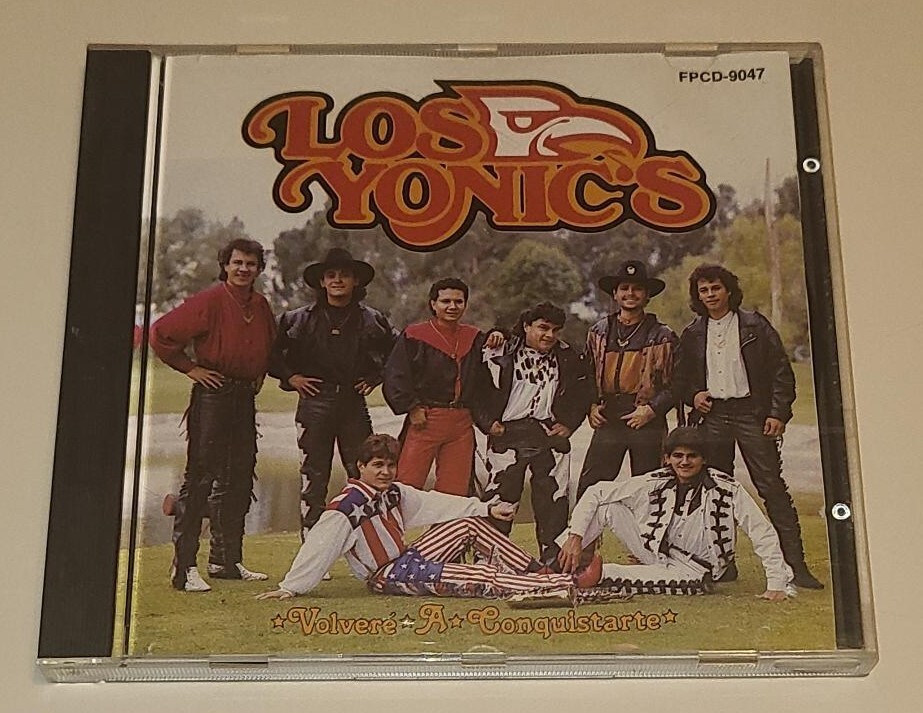 FPCD-9047
LOS
YONIC'S
Volveré A Conquistarte